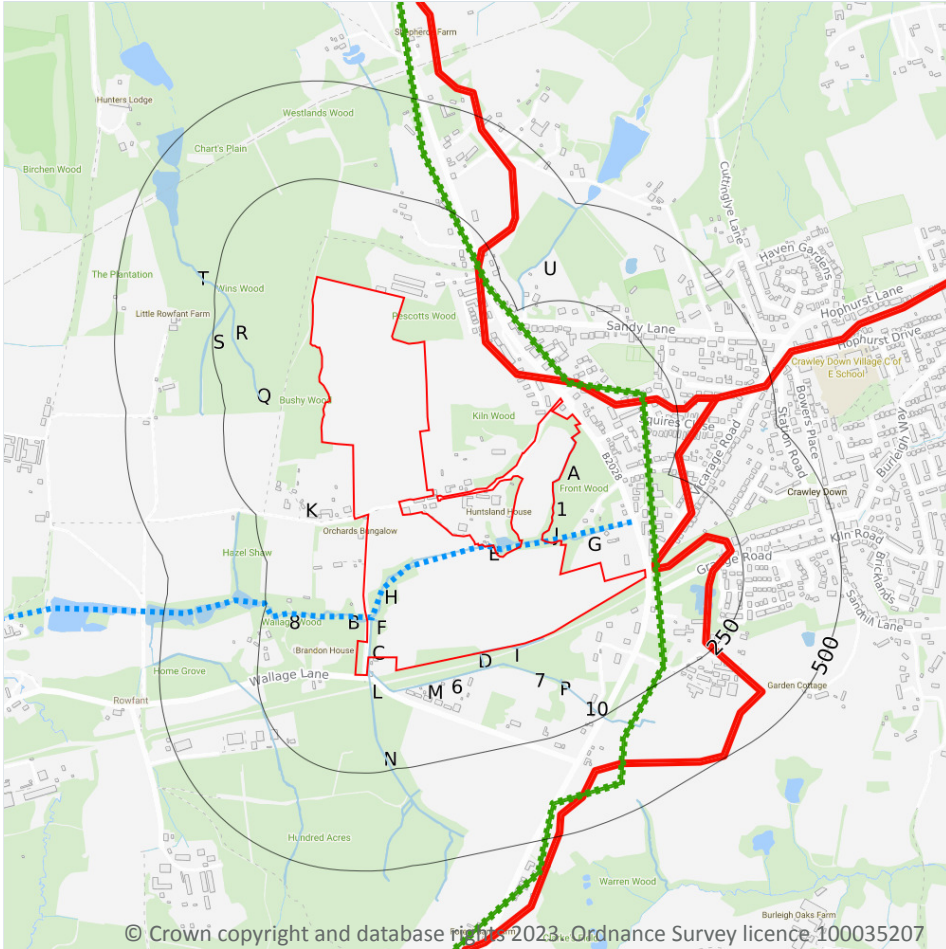 Shepherds Farm
Hunters Lodge
Westlands Wood
Chart's Plain
Birchen Wood
Cuttinglye Lane
Haven Gardens
U
The Plantation
T
Wins Wood
Hophurst Lane
Little Rowfant Farm
Pescotts Wood
Sandy Lane
Hophurst Drive
R
S
Crawley Down Village C of
E School
Bowers Place
Q
Bushy Wood
Kiln Wood
Squires Close
Station Road
Burleigh Way
Vicarage Road
B2028
A
Front Wood
Crawley Down
K
Huntsland House
1
Orchards Bungalow
J
Kiln Road
G
Hazel Shaw
E
Grange Road
Bricklands
H
Sandhill Lane
8
Wallage Wood
B
F
250
500
Brandon House
C
D
I
Home Grove
Wallage Lane
7
P
6
M
L
Garden Cottage
Rowfant
10
N
Hundred Acres
Warren Wood
Burleigh Oaks Farm
© Crown copyright and database rights 2023. Ordnance Survey licence 100035207